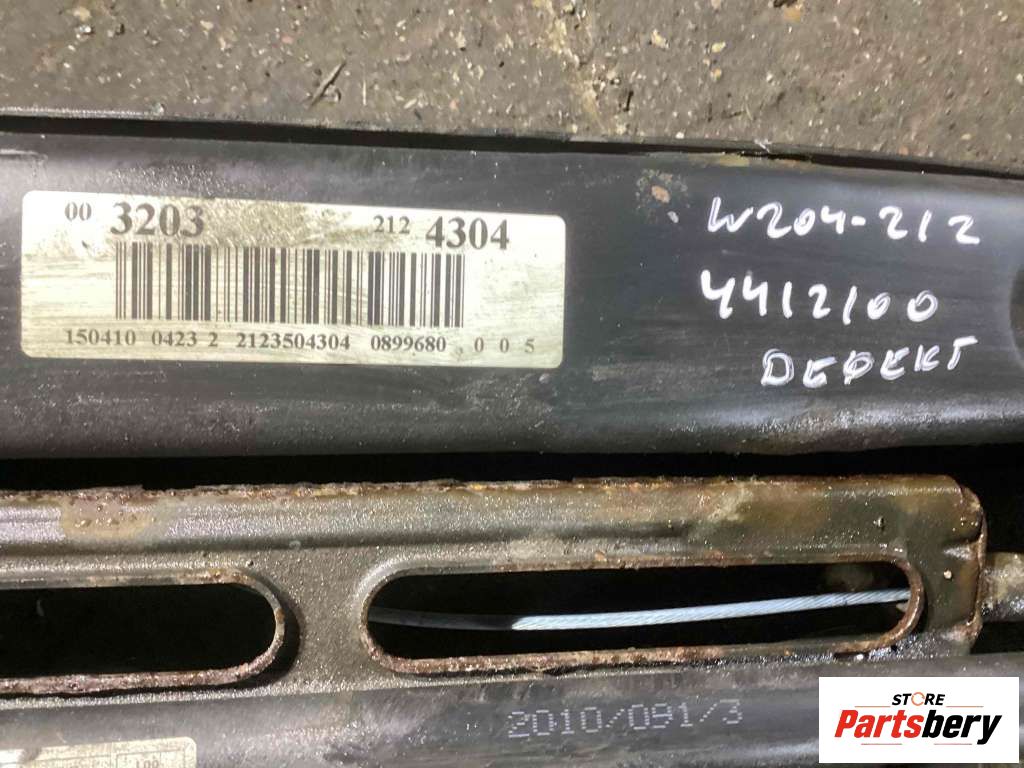 00 3203 212 4304
150410 0423 2 2123504304 0899680 0 0 5
W204-212
4412100
DEФEKT
2010/091/3
STORE
Partsbery